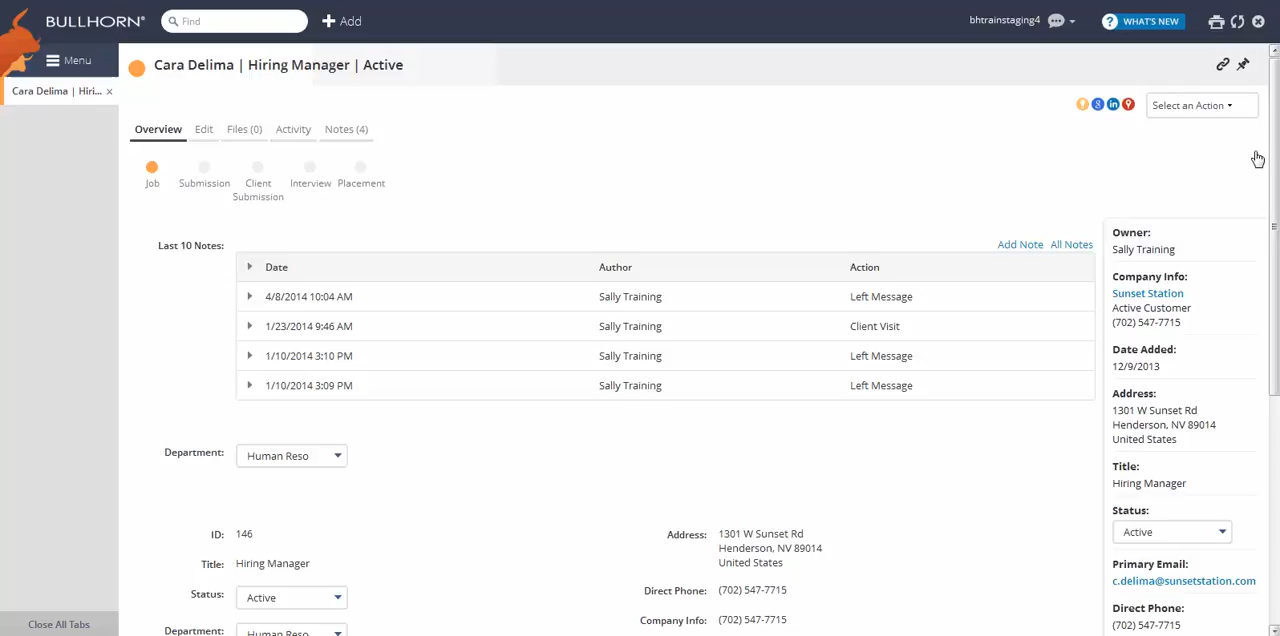 BULLHORN®
Find
Add
bhtrainstaging4
? WHAT'S NEW
Menu
Cara Delima | Hiring Manager | Active
Cara Delima | Hiri... ×
Select an Action
Overview Edit Files (0) Activity Notes (4)
Job Submission Client Submission Interview Placement
Last 10 Notes:
Add Note All Notes
Date Author Action
4/8/2014 10:04 AM Sally Training Left Message
1/23/2014 9:46 AM Sally Training Client Visit
1/10/2014 3:10 PM Sally Training Left Message
1/10/2014 3:09 PM Sally Training Left Message
Department: Human Reso
ID: 146
Title: Hiring Manager
Status: Active
Department: Human Reso
Address: 1301 W Sunset Rd
Henderson, NV 89014
United States
Direct Phone: (702) 547-7715
Company Info: (702) 547-7715
Owner:
Sally Training
Company Info:
Sunset Station
Active Customer
(702) 547-7715
Date Added:
12/9/2013
Address:
1301 W Sunset Rd
Henderson, NV 89014
United States
Title:
Hiring Manager
Status:
Active
Primary Email:
c.delima@sunsetstation.com
Direct Phone:
(702) 547-7715
Close All Tabs